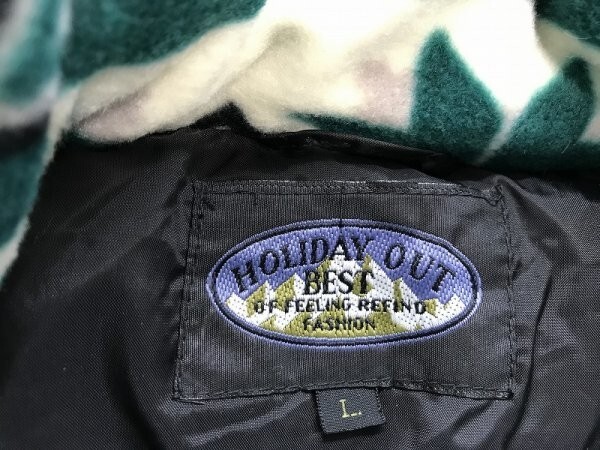 HOLIDAY OUT
BEST
OF FEELING REFIND
FASHION
L